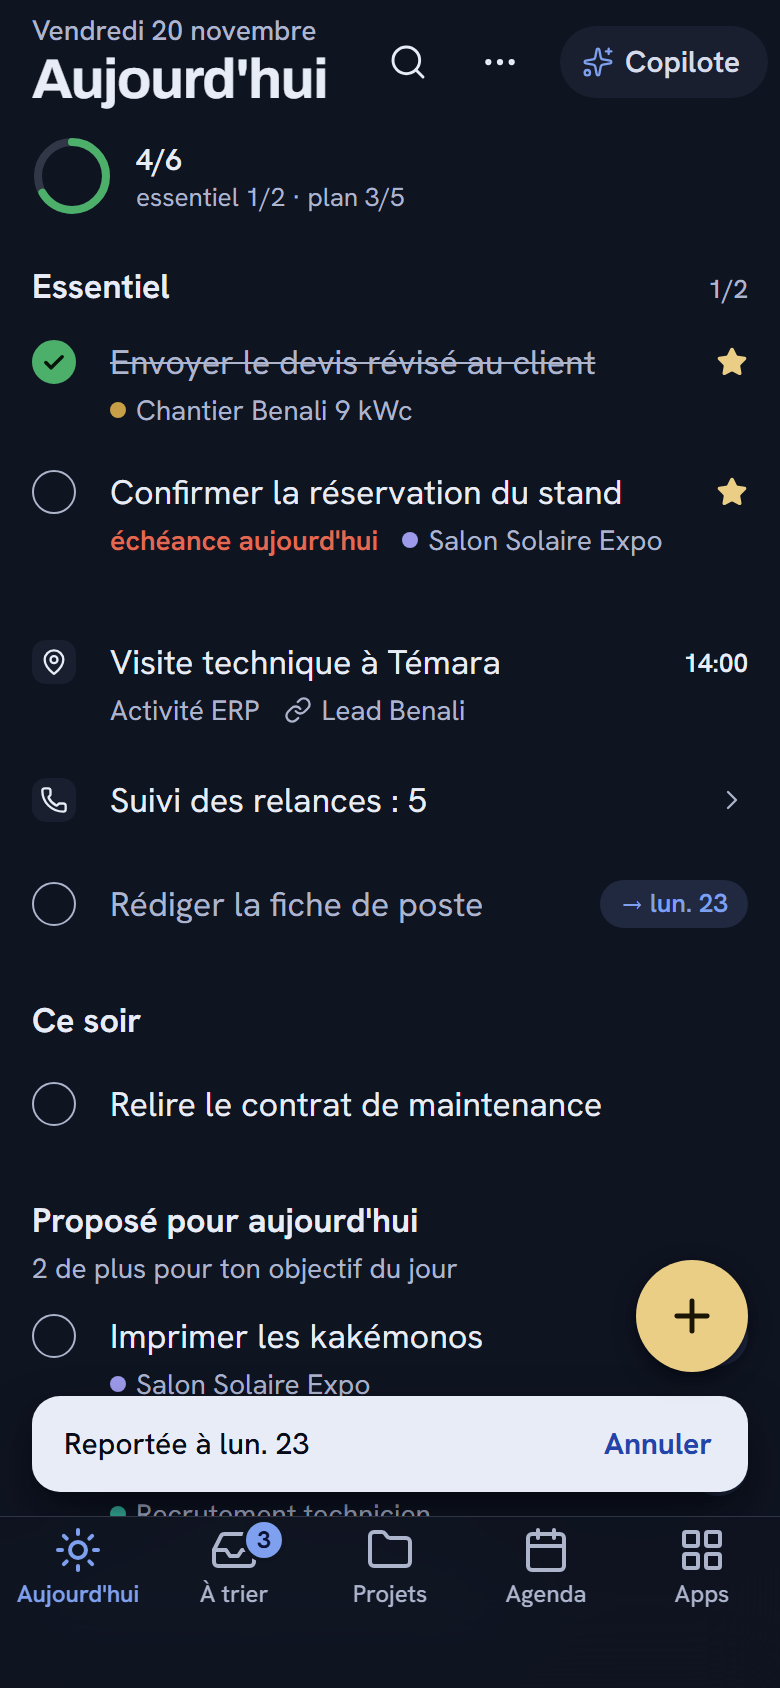 Vendredi 20 novembre
Aujourd'hui
Copilote
4/6
essentiel 1/2 · plan 3/5
Essentiel
1/2
Envoyer le devis révisé au client
Chantier Benali 9 kWc
Confirmer la réservation du stand
échéance aujourd'hui Salon Solaire Expo
Visite technique à Témara
14:00
Activité ERP Lead Benali
Suivi des relances : 5
Rédiger la fiche de poste
→ lun. 23
Ce soir
Relire le contrat de maintenance
Proposé pour aujourd'hui
2 de plus pour ton objectif du jour
Imprimer les kakémonos
Salon Solaire Expo
Reportée à lun. 23
Annuler
Recrutement technicien
3
Aujourd'hui
À trier
Projets
Agenda
Apps